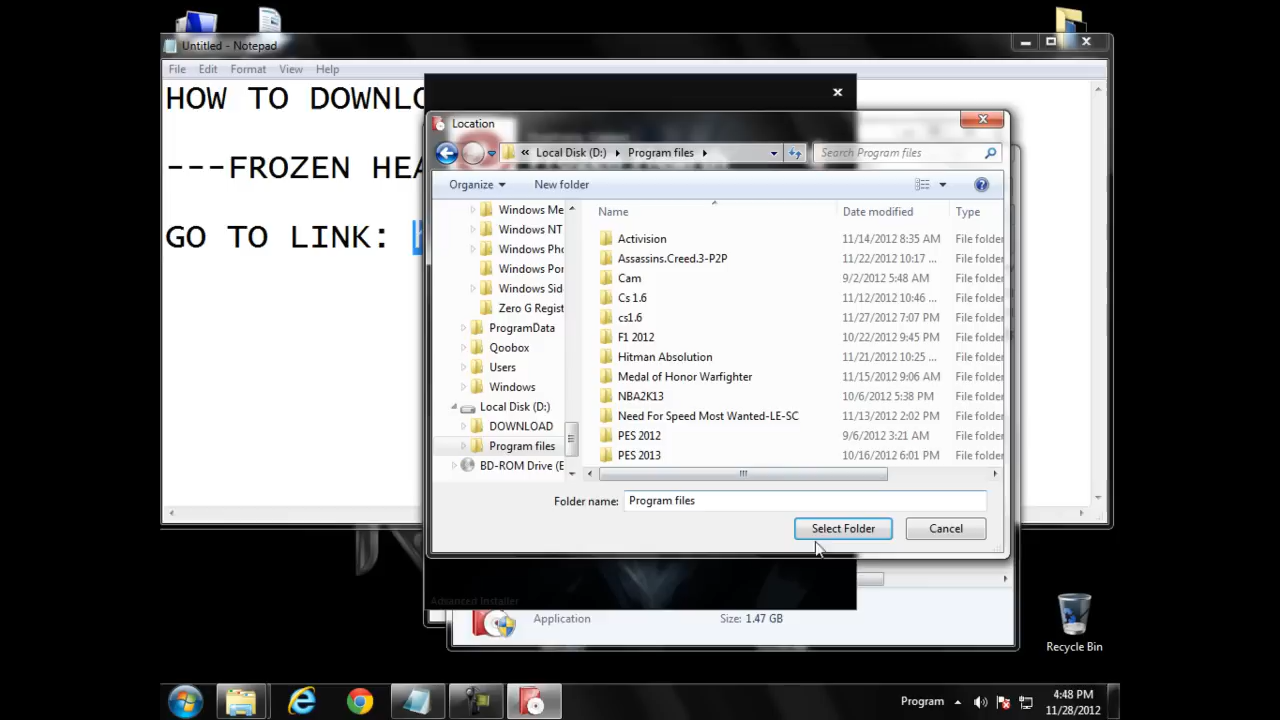 Untitled - Notepad
File Edit Format View Help
HOW TO DOWNLO
---FROZEN HEA
GO TO LINK:
Location
Local Disk (D:) Program files
Search Program files
Organize New folder
Name Date modified Type
Windows Me
Windows NT
Windows Pho
Windows Por
Windows Sid
Zero G Regist
ProgramData
Qoobox
Users
Windows
Local Disk (D:)
DOWNLOAD
Program files
BD-ROM Drive (E
Activision 11/14/2012 8:35 AM File folder
Assassins.Creed.3-P2P 11/22/2012 10:17 ... File folder
Cam 9/2/2012 5:48 AM File folder
Cs 1.6 11/12/2012 10:46 ... File folder
cs1.6 11/27/2012 7:07 PM File folder
F1 2012 10/22/2012 9:45 PM File folder
Hitman Absolution 11/21/2012 10:25 ... File folder
Medal of Honor Warfighter 11/15/2012 9:06 AM File folder
NBA2K13 10/6/2012 5:38 PM File folder
Need For Speed Most Wanted-LE-SC 11/13/2012 2:02 PM File folder
PES 2012 9/6/2012 3:21 AM File folder
PES 2013 10/16/2012 6:01 PM File folder
Folder name: Program files
Select Folder Cancel
Advanced Installer
Application Size: 1.47 GB
Recycle Bin
Program 4:48 PM
11/28/2012